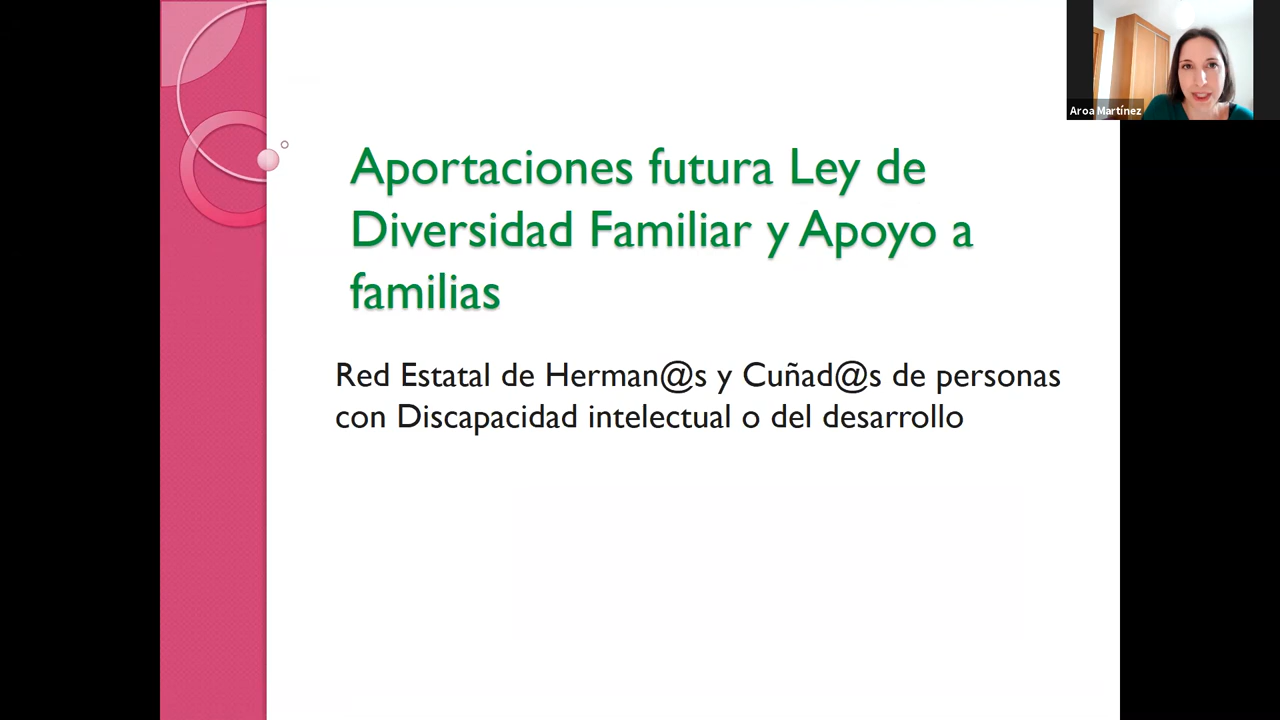 Aroa Martínez
Aportaciones futura Ley de
Diversidad Familiar y Apoyo a
familias
Red Estatal de Herman@s y Cuñad@s de personas
con Discapacidad intelectual o del desarrollo